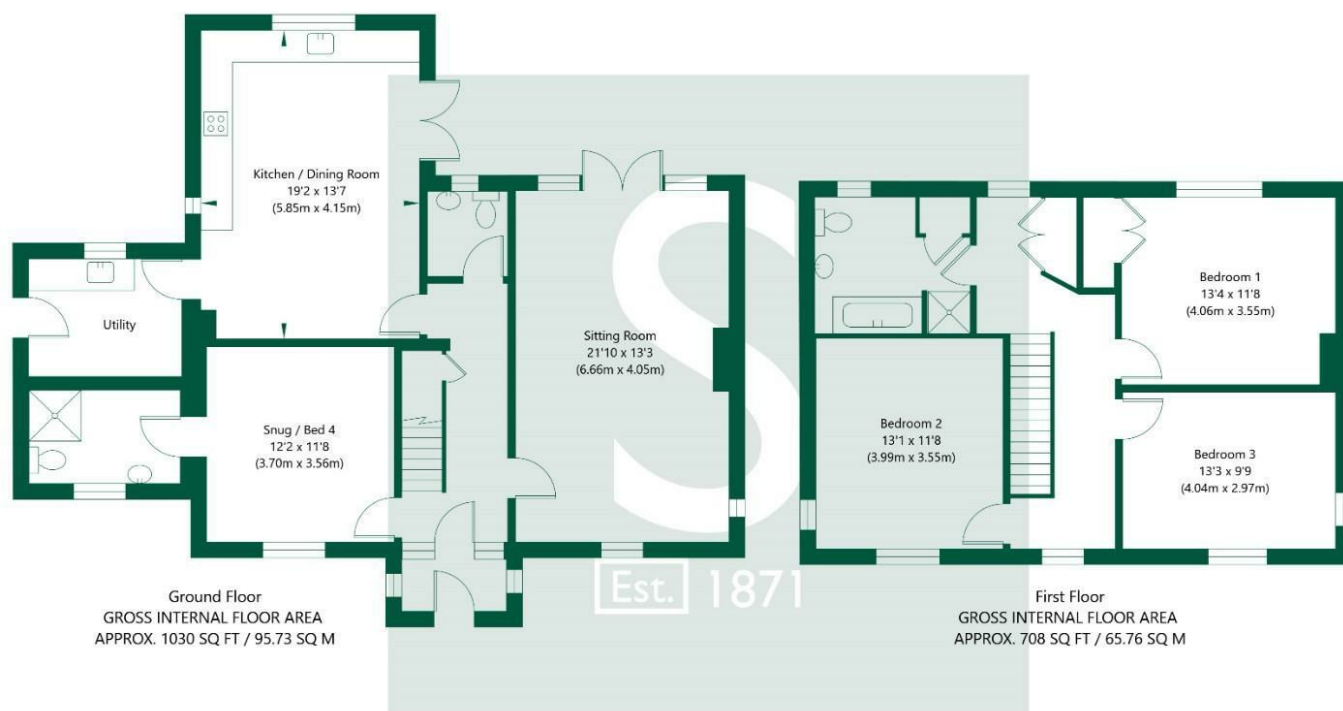 Kitchen / Dining Room
19'2 x 13'7
(5.85m x 4.15m)
Utility
Snug / Bed 4
12'2 x 11'8
(3.70m x 3.56m)
Sitting Room
21'10 x 13'3
(6.66m x 4.05m)
Ground Floor
GROSS INTERNAL FLOOR AREA
APPROX. 1030 SQ FT / 95.73 SQ M
Bedroom 1
13'4 x 11'8
(4.06m x 3.55m)
Bedroom 2
13'1 x 11'8
(3.99m x 3.55m)
Bedroom 3
13'3 x 9'9
(4.04m x 2.97m)
First Floor
GROSS INTERNAL FLOOR AREA
APPROX. 708 SQ FT / 65.76 SQ M
S
Est. 1871